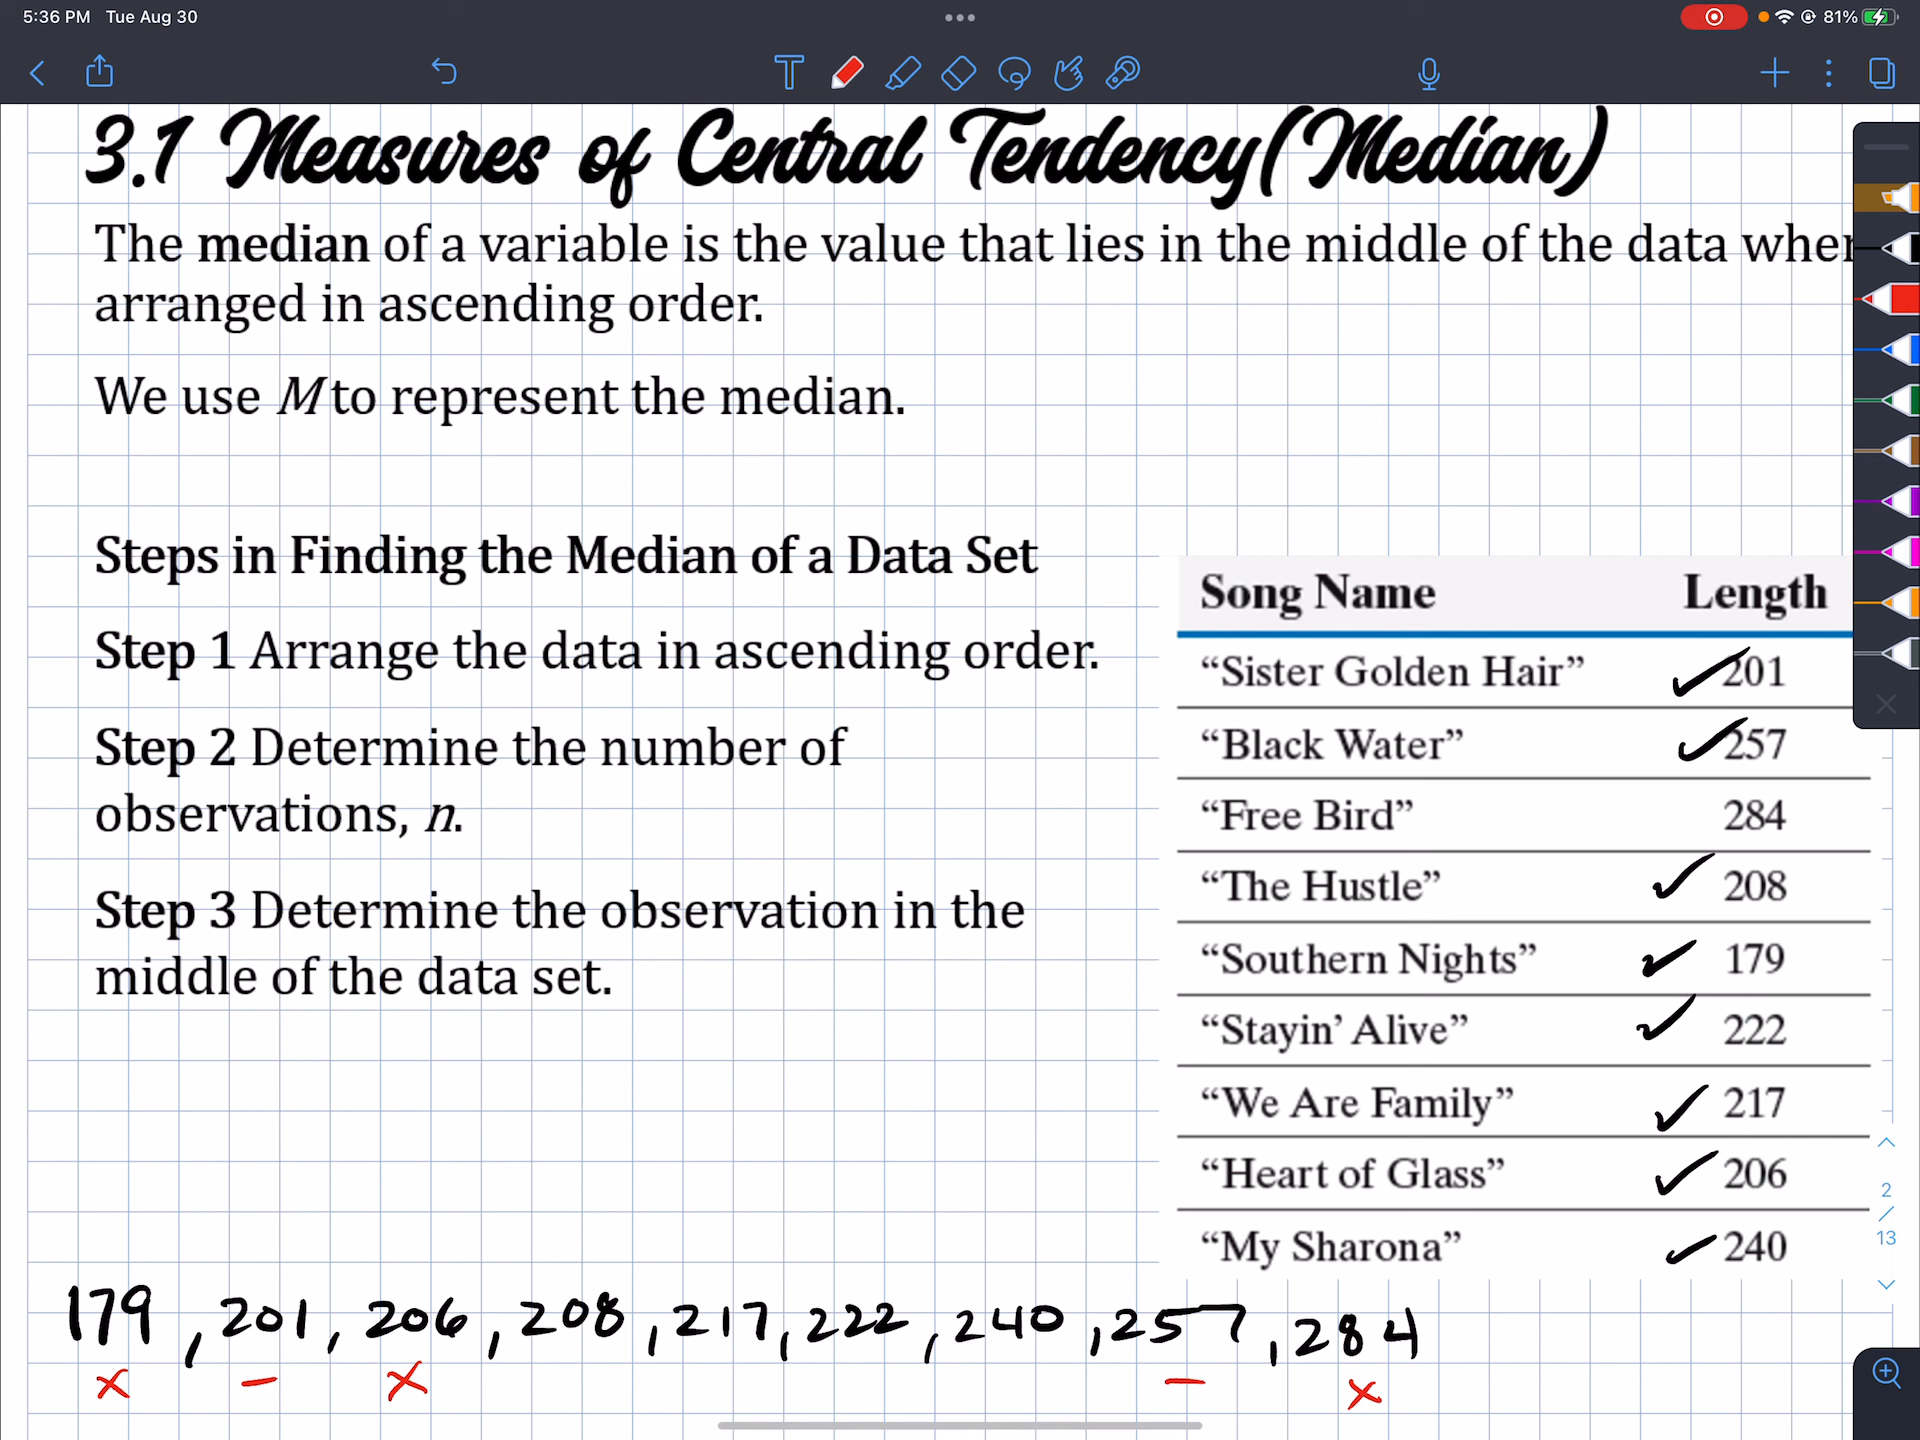 5:36 PM Tue Aug 30
81%
3.1 Measures of Central Tendency(Median)
The median of a variable is the value that lies in the middle of the data when
arranged in ascending order.
We use M to represent the median.
Steps in Finding the Median of a Data Set
Step 1 Arrange the data in ascending order.
Step 2 Determine the number of
observations, n.
Step 3 Determine the observation in the
middle of the data set.
Song Name Length
“Sister Golden Hair” ✓ 201
“Black Water” ✓ 257
“Free Bird” 284
“The Hustle” ✓ 208
“Southern Nights” ✓ 179
“Stayin’ Alive” ✓ 222
“We Are Family” ✓ 217
“Heart of Glass” ✓ 206
“My Sharona” ✓ 240
2
/
13
179, 201, 206, 208, 217, 222, 240, 257, 284
x – x – x